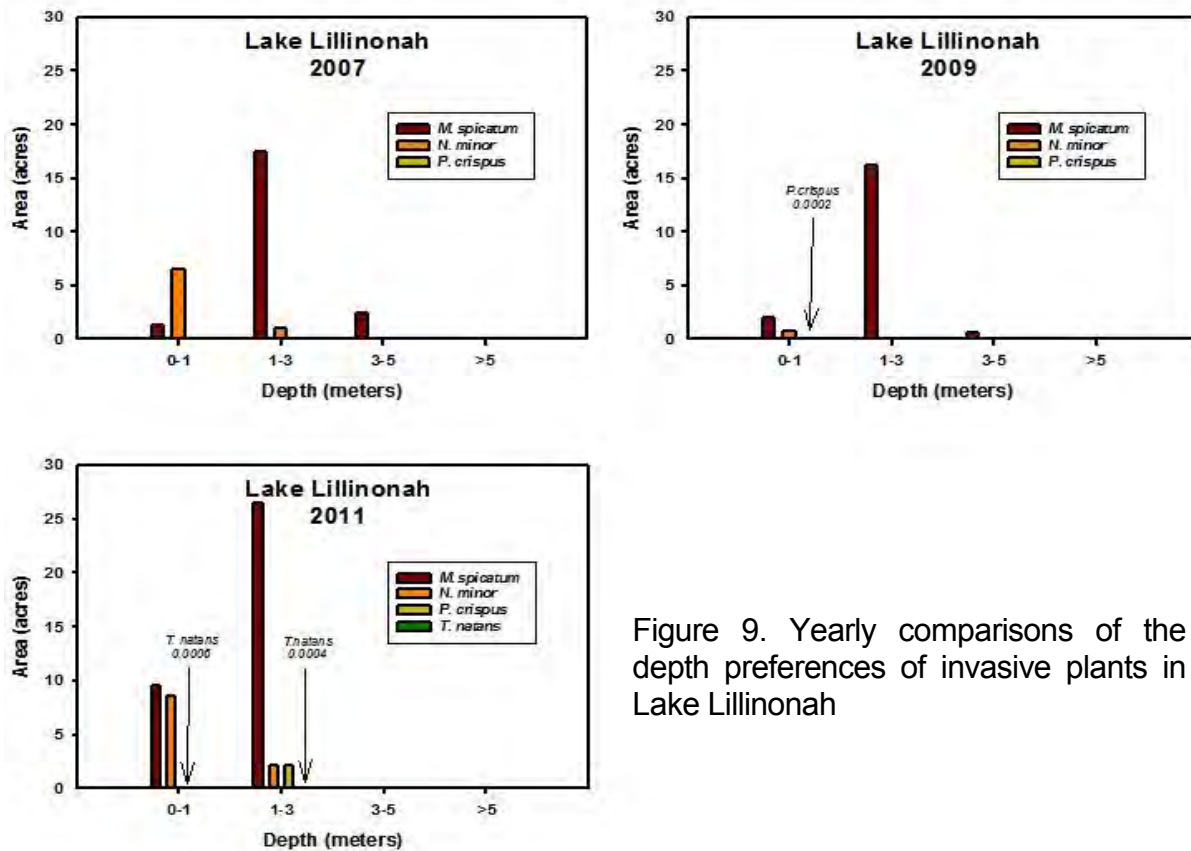 Lake Lillinonah
2007
30
25
20
15
10
5
0
Area (acres)
M. spicatum
N. minor
P. crispus
0-1
1-3
3-5
>5
Depth (meters)
Lake Lillinonah
2009
30
25
20
15
10
5
0
Area (acres)
M. spicatum
N. minor
P. crispus
P.crispus
0.0002
0-1
1-3
3-5
>5
Depth (meters)
Lake Lillinonah
2011
30
25
20
15
10
5
0
Area (acres)
M. spicatum
N. minor
P. crispus
T. natans
T. natans
0.0006
T.natans
0.0004
0-1
1-3
3-5
>5
Depth (meters)
Figure 9. Yearly comparisons of the
depth preferences of invasive plants in
Lake Lillinonah